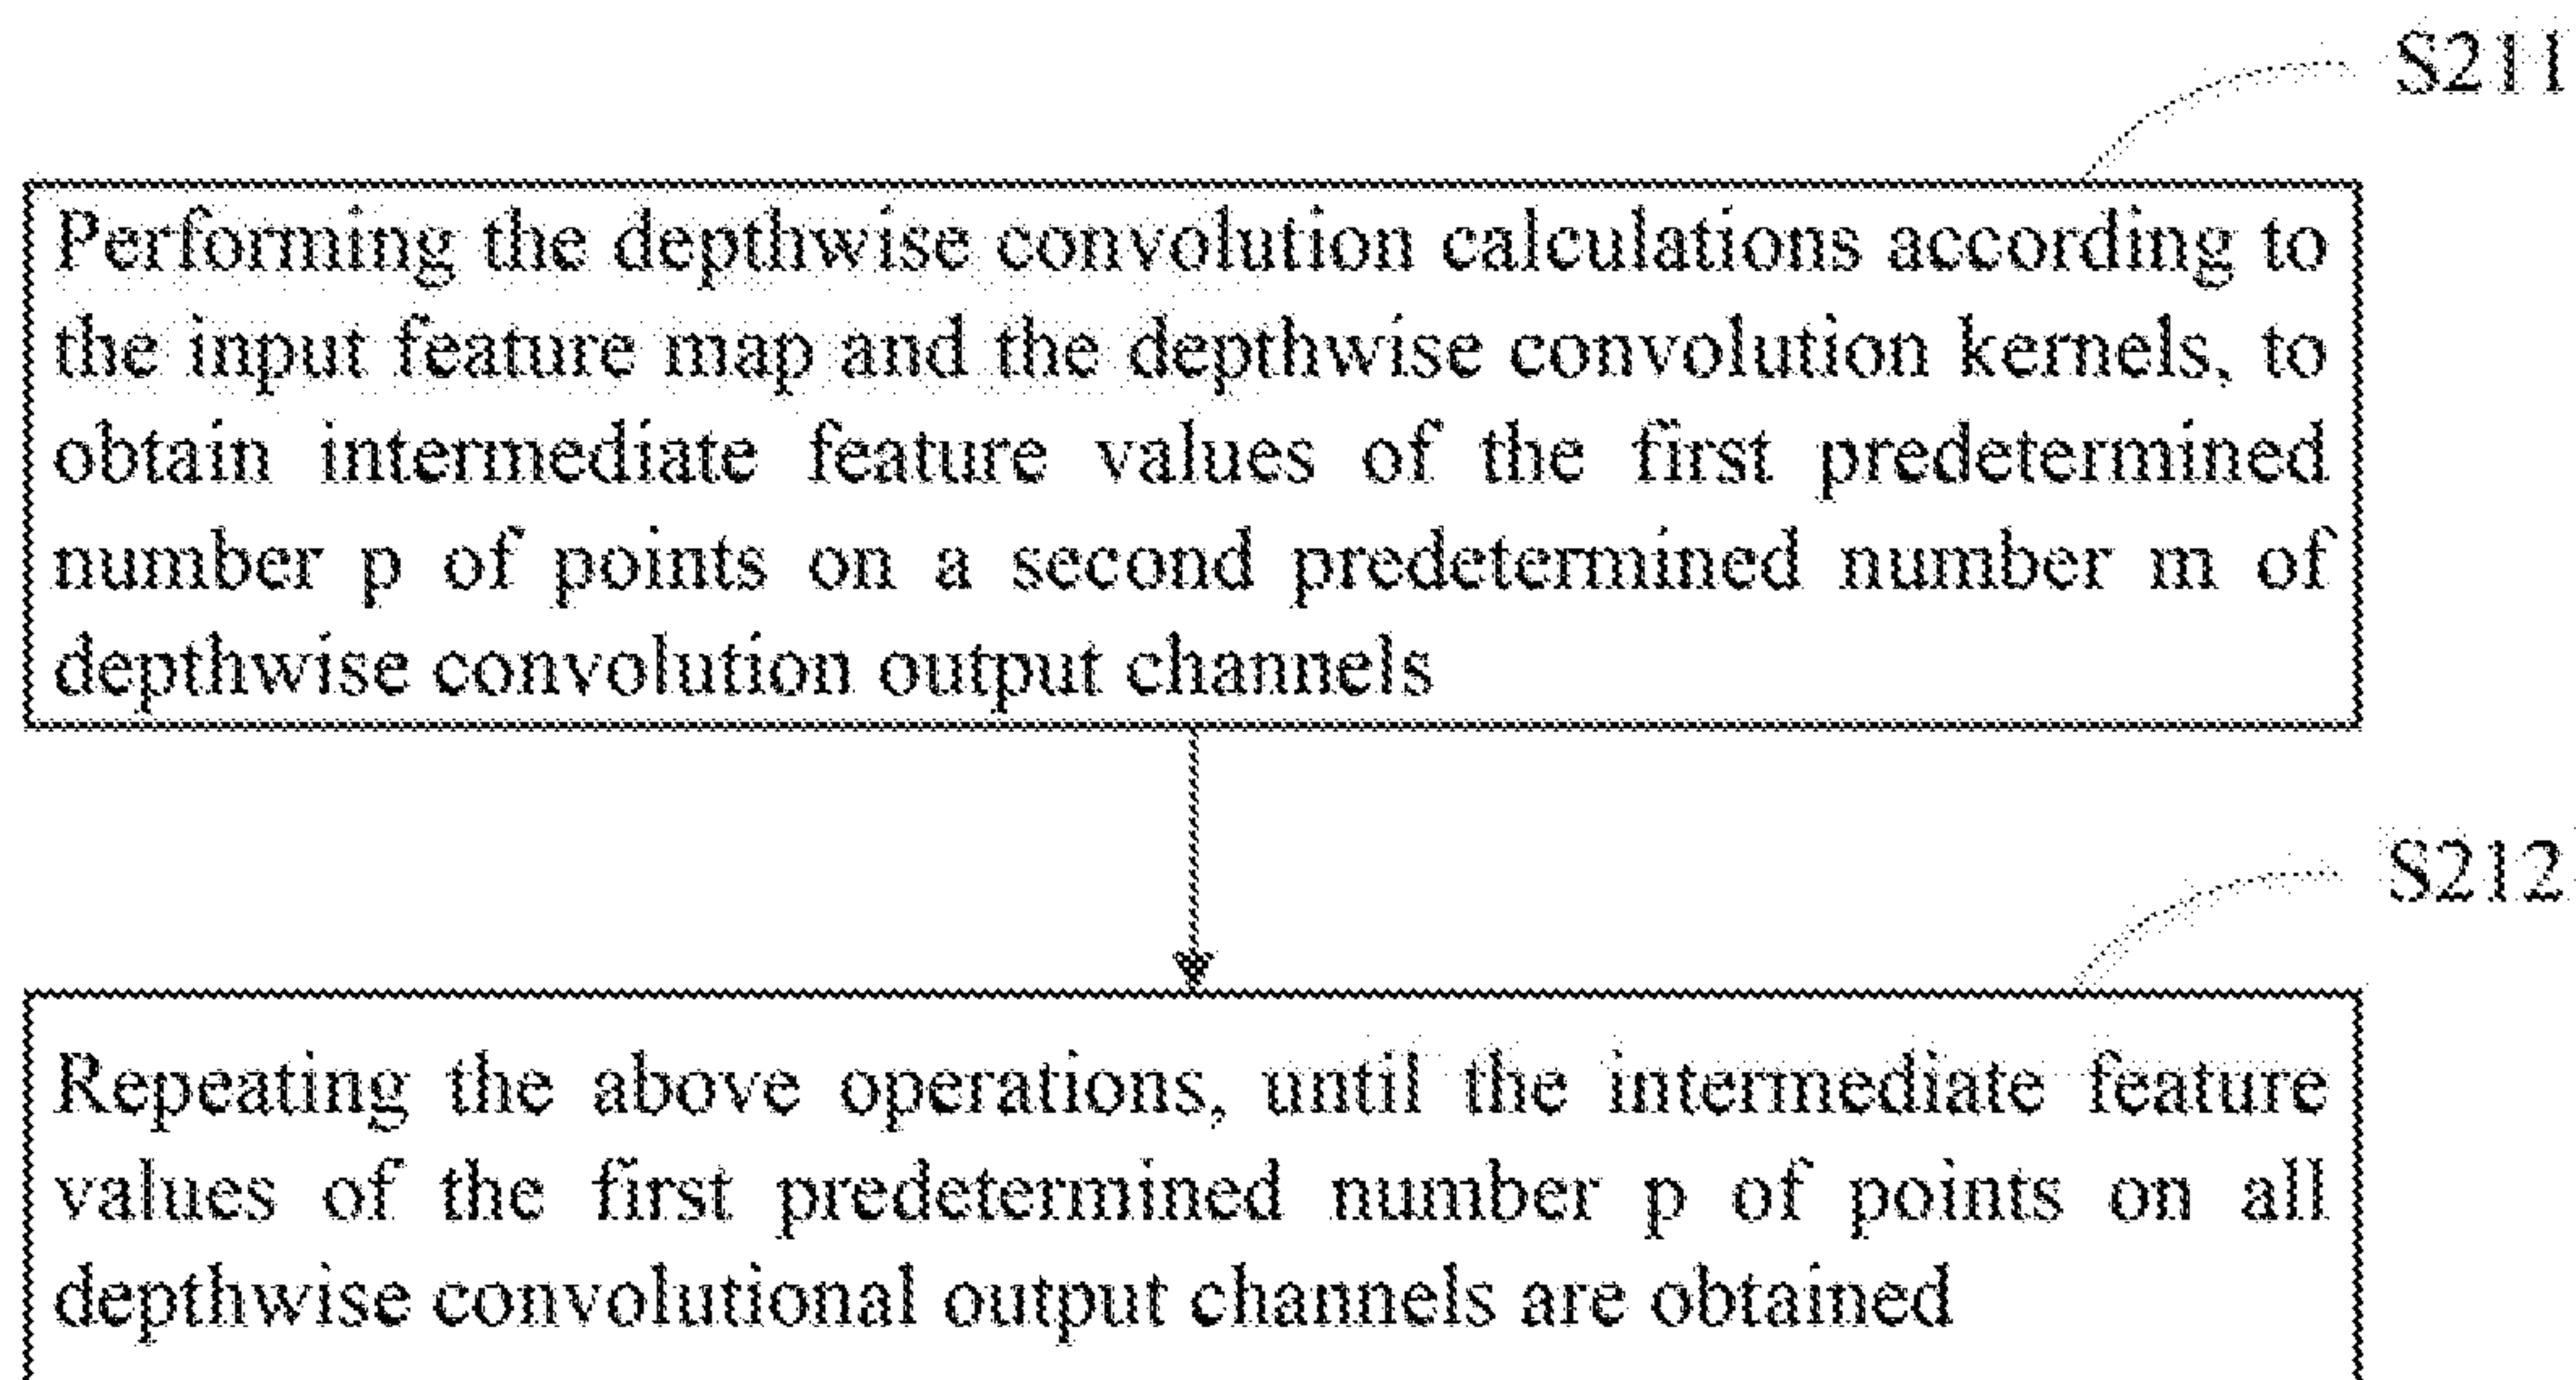 S211
Performing the depthwise convolution calculations according to
the input feature map and the depthwise convolution kernels, to
obtain intermediate feature values of the first predetermined
number p of points on a second predetermined number m of
depthwise convolution output channels
S212
Repeating the above operations, until the intermediate feature
values of the first predetermined number p of points on all
depthwise convolutional output channels are obtained